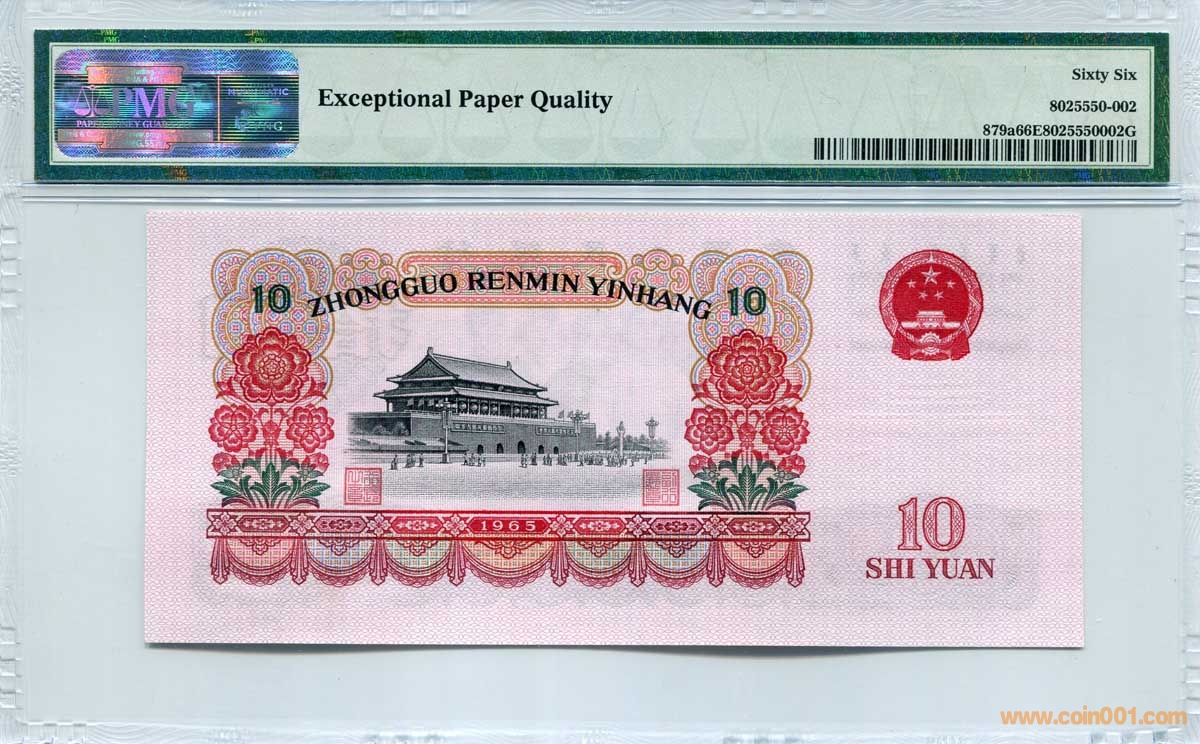 PMG
Exceptional Paper Quality
Sixty Six
8025550-002
879a66E8025550002G
10 ZHONGGUO RENMIN YINHANG 10
1965
10
SHI YUAN
www.coin001.com